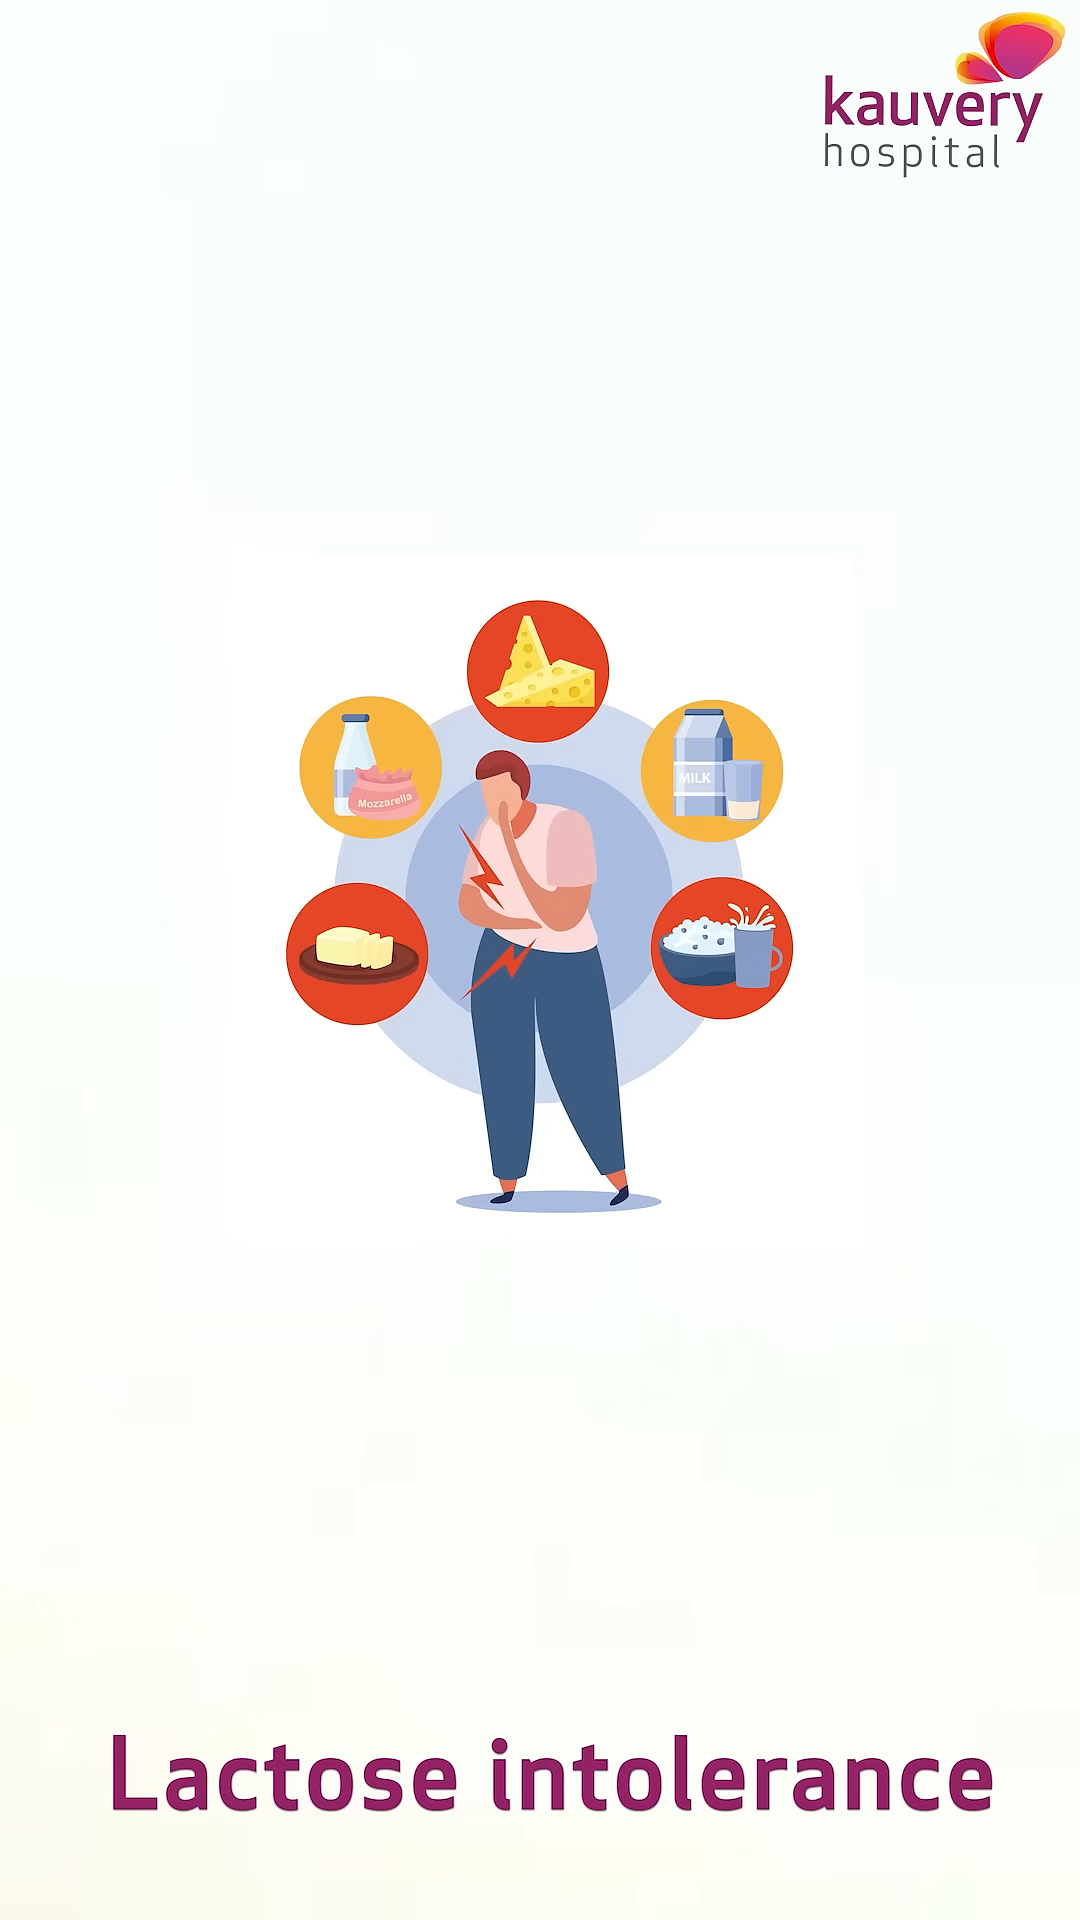 kauvery
hospital
MILK
Mozzarella
Lactose intolerance